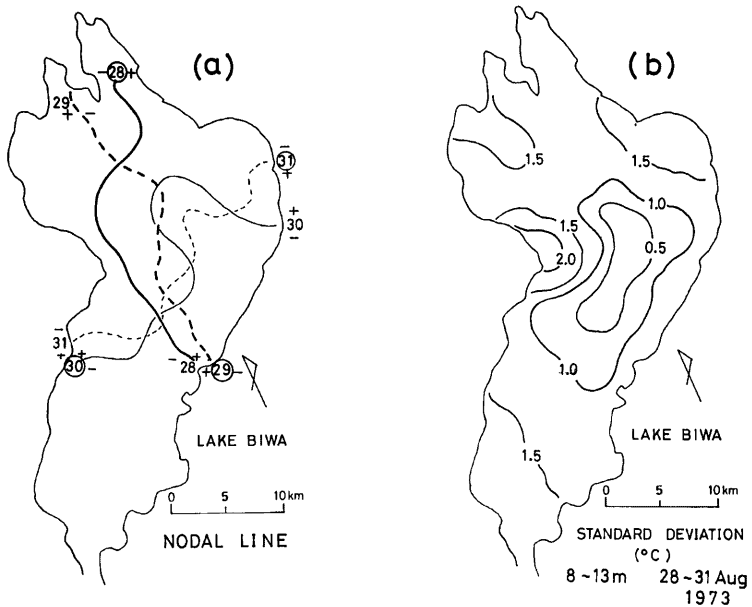 (a)
-28+
29
+ -
-
31
+
+
30
-
-
31
+ +
30 -
- 28 +
+ 29 -
LAKE BIWA
0 5 10km
NODAL LINE
(b)
1.5
1.5
1.0
1.5
0.5
2.0
1.0
1.5
LAKE BIWA
0 5 10km
STANDARD DEVIATION
(°C)
8~13m 28~31 Aug
1973